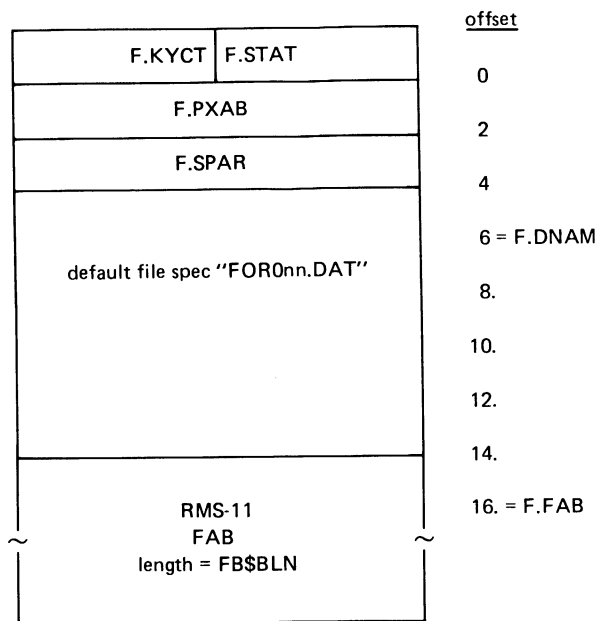 offset
F.KYCT F.STAT 0
F.PXAB 2
F.SPAR 4
6 = F.DNAM
default file spec "FOR0nn.DAT"
8.
10.
12.
14.
RMS-11 16. = F.FAB
~ FAB ~
length = FB$BLN